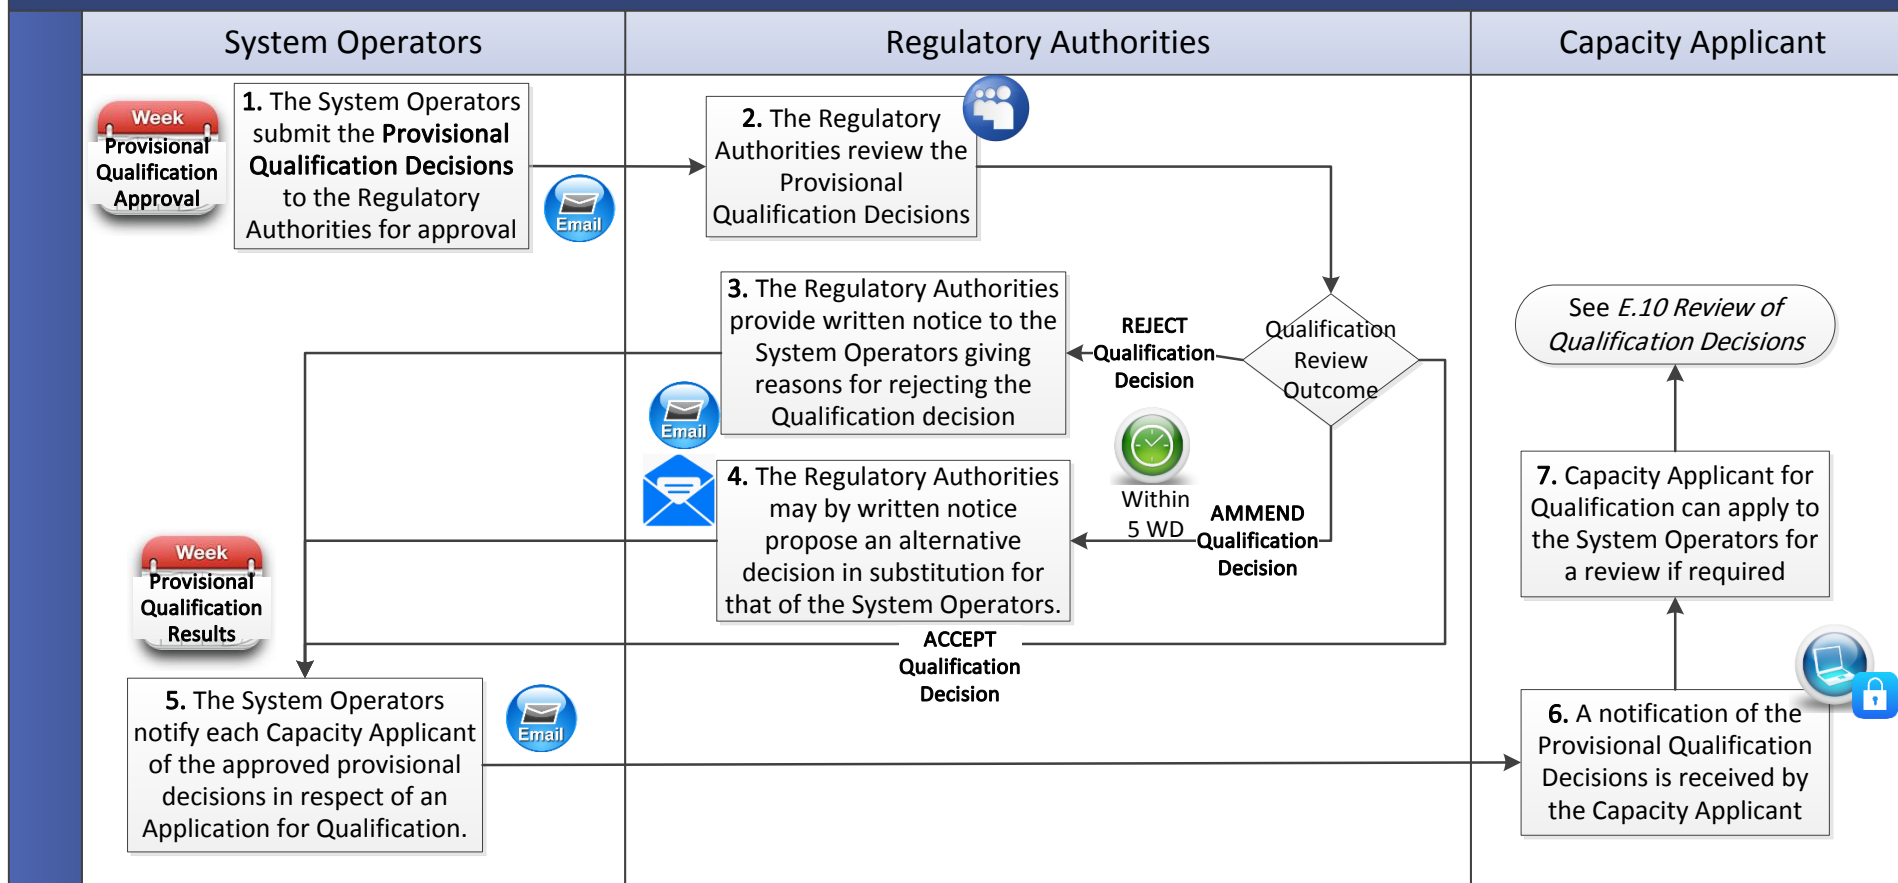 System Operators
Regulatory Authorities
Capacity Applicant
Week
Provisional
Qualification
Approval
1. The System Operators
submit the Provisional
Qualification Decisions
to the Regulatory
Authorities for approval
Email
2. The Regulatory
Authorities review the
Provisional
Qualification Decisions
3. The Regulatory Authorities
provide written notice to the
System Operators giving
reasons for rejecting the
Qualification decision
Email
REJECT
Qualification
Decision
Qualification
Review
Outcome
See E.10 Review of
Qualification Decisions
4. The Regulatory Authorities
may by written notice
propose an alternative
decision in substitution for
that of the System Operators.
Within
5 WD
AMMEND
Qualification
Decision
7. Capacity Applicant for
Qualification can apply to
the System Operators for
a review if required
Week
Provisional
Qualification
Results
ACCEPT
Qualification
Decision
5. The System Operators
notify each Capacity Applicant
of the approved provisional
decisions in respect of an
Application for Qualification.
Email
6. A notification of the
Provisional Qualification
Decisions is received by
the Capacity Applicant